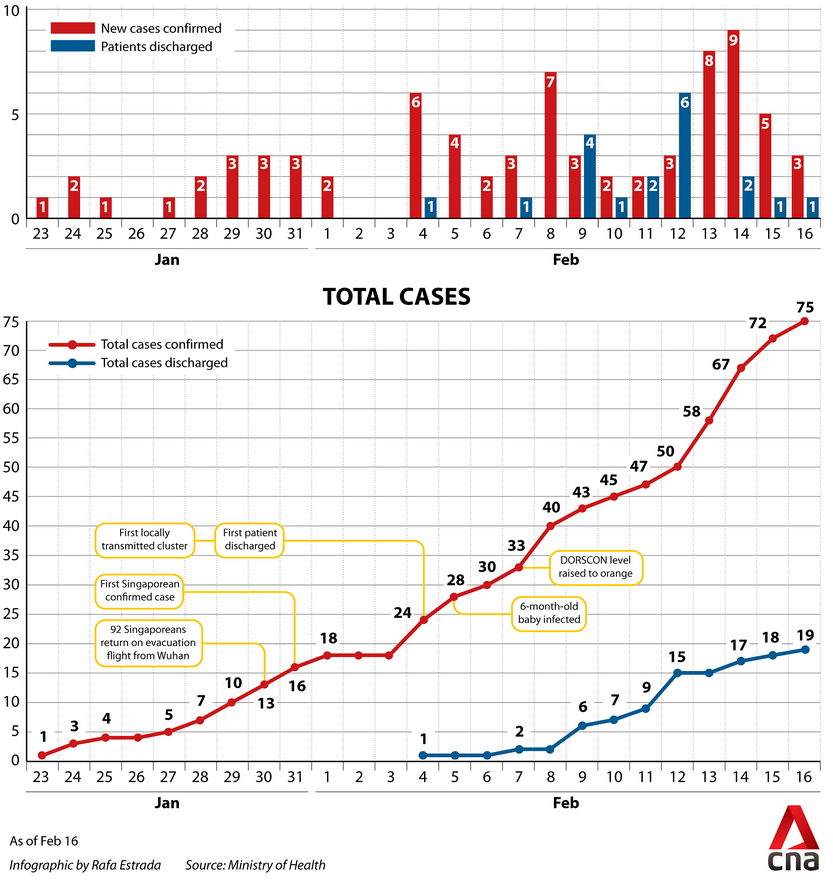 10
New cases confirmed
Patients discharged
9
8
7
6
6
5
5
4
4
3 3 3
3
3
3
3
2
2
2
2
2
2 2
2
1
1
1
1
1
1
1
1
0
23 24 25 26 27 28 29 30 31 1 2 3 4 5 6 7 8 9 10 11 12 13 14 15 16
Jan
Feb
TOTAL CASES
75
75
72
Total cases confirmed
70
Total cases discharged
67
65
60
58
55
50
50
47
45
45
43
40
40
First locally
transmitted cluster
First patient
discharged
35
33
DORSCON level
raised to orange
30
30
28
First Singaporean
confirmed case
6-month-old
baby infected
25
24
92 Singaporeans
return on evacuation
flight from Wuhan
20
18
19
18
17
15
15
16
13
10
10
9
7
7
6
5
5
4
3
2
1
1
0
23 24 25 26 27 28 29 30 31 1 2 3 4 5 6 7 8 9 10 11 12 13 14 15 16
Jan
Feb
As of Feb 16
Infographic by Rafa Estrada
Source: Ministry of Health
cna